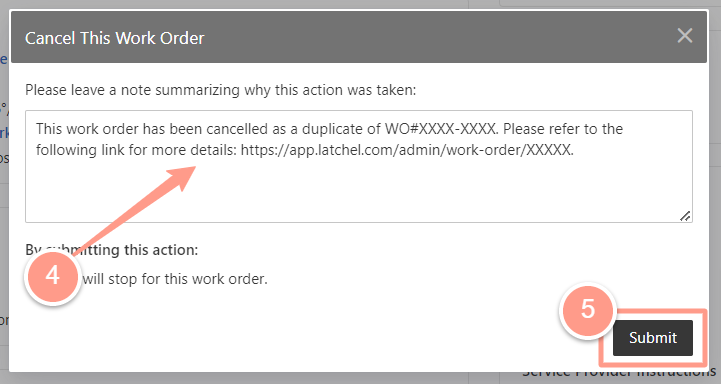 Cancel This Work Order
Please leave a note summarizing why this action was taken:
This work order has been cancelled as a duplicate of WO#XXXX-XXXX. Please refer to the
following link for more details: https://app.latchel.com/admin/work-order/XXXXX.
By submitting this action:
4
will stop for this work order.
5
Submit
Service Provider Instructions